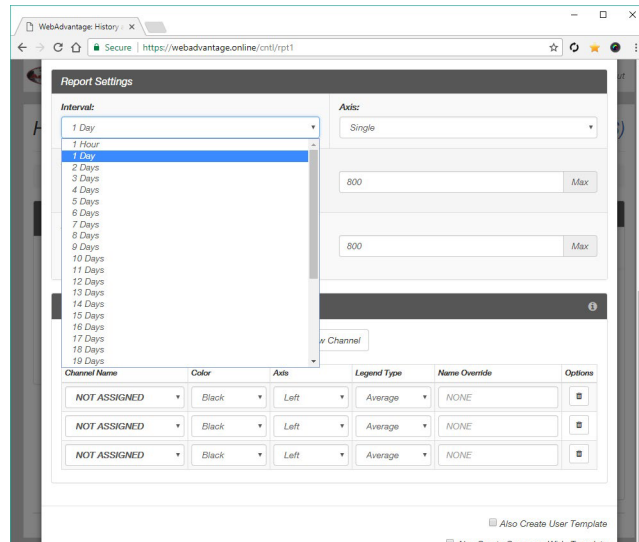 WebAdvantage: History
Secure | https://webadvantage.online/cntl/rpt1
Report Settings
Interval: Axis:
1 Day Single
1 Hour
1 Day
2 Days
3 Days
4 Days
5 Days
6 Days
7 Days
8 Days
9 Days
10 Days
11 Days
12 Days
13 Days
14 Days
15 Days
16 Days
17 Days
18 Days
19 Days
800 Max
800 Max
w Channel
Channel Name Color Axis Legend Type Name Override Options
NOT ASSIGNED Black Left Average NONE
NOT ASSIGNED Black Left Average NONE
NOT ASSIGNED Black Left Average NONE
Also Create User Template